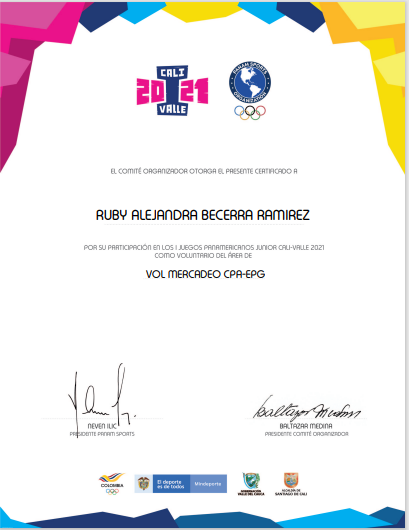 CALI
2021
VALLE
PANAM SPORTS
ORGANIZATION
EL COMITÉ ORGANIZADOR OTORGA EL PRESENTE CERTIFICADO A
RUBY ALEJANDRA BECERRA RAMIREZ
POR SU PARTICIPACIÓN EN LOS I JUEGOS PANAMERICANOS JUNIOR CALI-VALLE 2021
COMO VOLUNTARIO DEL ÁREA DE
VOL MERCADEO CPA-EPG
Baltazar Medina
NEVEN ILIC
PRESIDENTE PANAM SPORTS
BALTAZAR MEDINA
PRESIDENTE COMITÉ ORGANIZADOR
COLOMBIA
El deporte
es de todos
Mindeporte
GOBERNACIÓN
VALLE DEL CAUCA
ALCALDÍA DE
SANTIAGO DE CALI